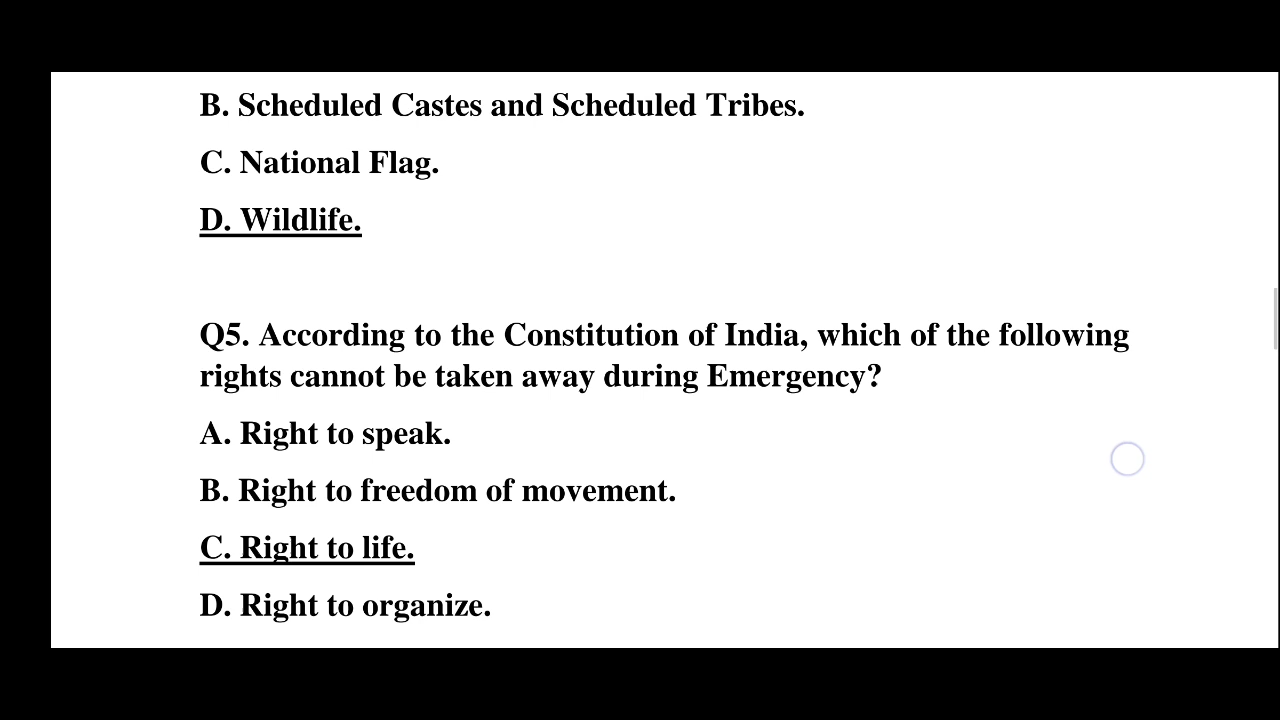 B. Scheduled Castes and Scheduled Tribes.
C. National Flag.
D. Wildlife.
Q5. According to the Constitution of India, which of the following
rights cannot be taken away during Emergency?
A. Right to speak.
B. Right to freedom of movement.
C. Right to life.
D. Right to organize.